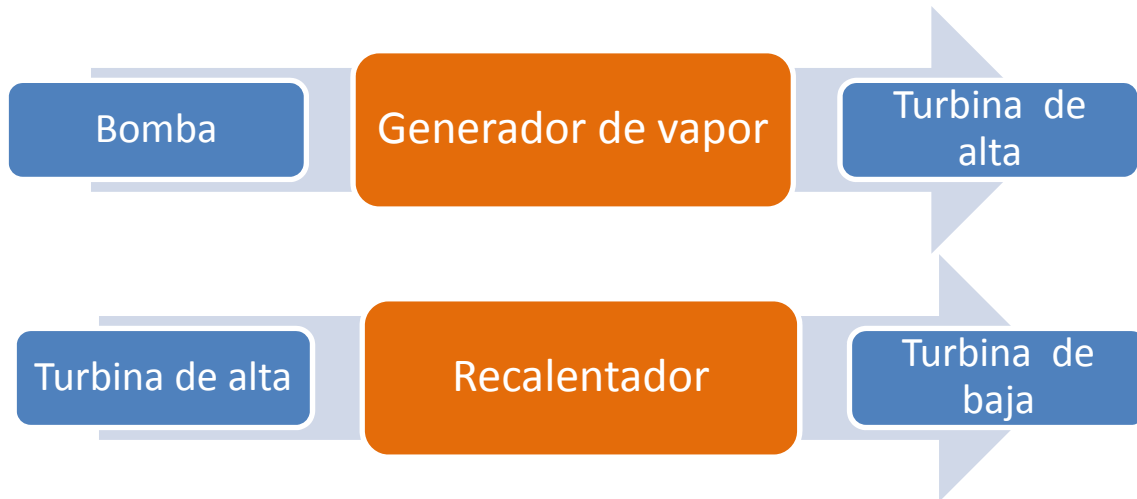 Bomba
Generador de vapor
Turbina de
alta
Turbina de alta
Recalentador
Turbina de
baja